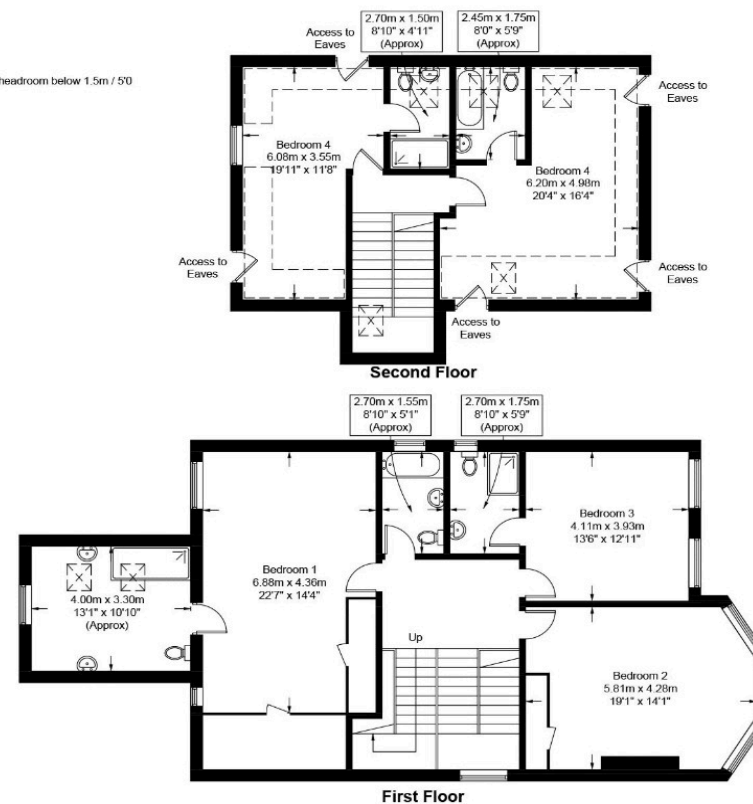 headroom below 1.5m / 5'0
Access to
Eaves
2.70m x 1.50m
8'10" x 4'11"
(Approx)
2.45m x 1.75m
8'0" x 5'9"
(Approx)
Access to
Eaves
Bedroom 4
6.08m x 3.55m
19'11" x 11'8"
Bedroom 4
6.20m x 4.98m
20'4" x 16'4"
Access to
Eaves
Access to
Eaves
Access to
Eaves
Second Floor
2.70m x 1.55m
8'10" x 5'1"
(Approx)
2.70m x 1.75m
8'10" x 5'9"
(Approx)
Bedroom 3
4.11m x 3.93m
13'6" x 12'11"
Bedroom 1
6.88m x 4.36m
22'7" x 14'4"
4.00m x 3.30m
13'1" x 10'10"
(Approx)
Up
Bedroom 2
5.81m x 4.28m
19'1" x 14'1"
First Floor